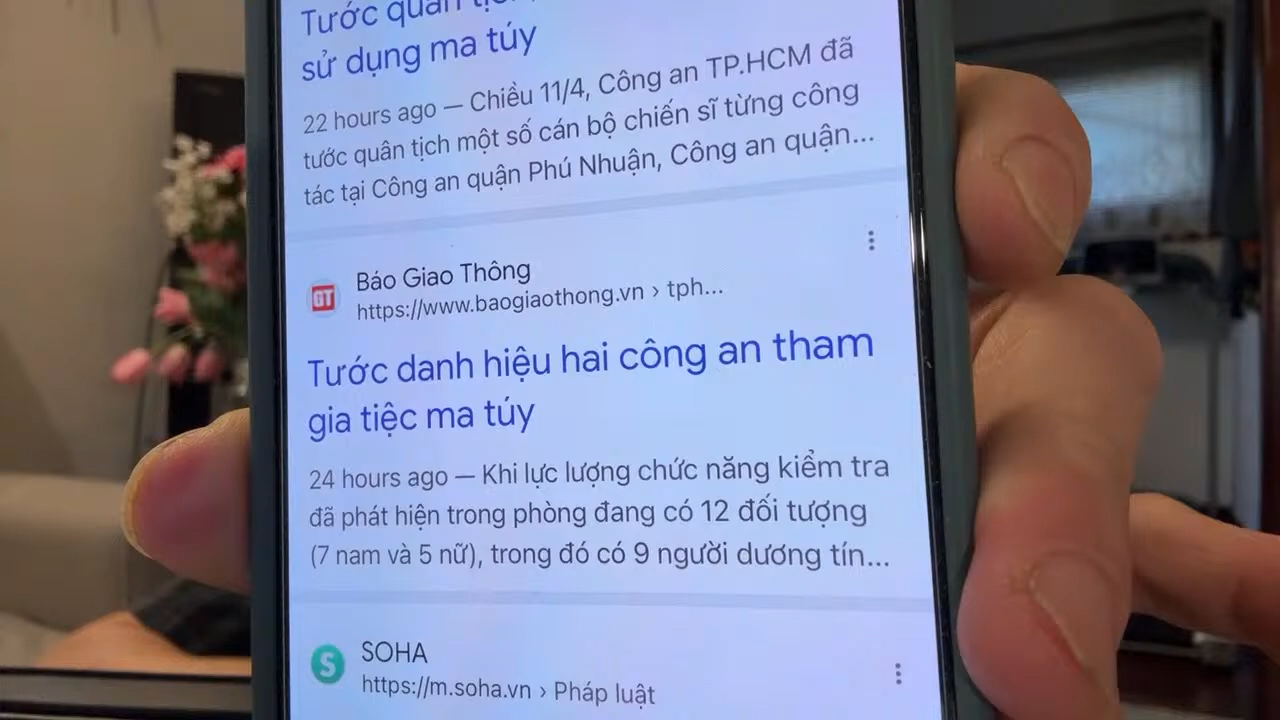 Tước quân tịch
sử dụng ma túy
22 hours ago — Chiều 11/4, Công an TP.HCM đã
tước quân tịch một số cán bộ chiến sĩ từng công
tác tại Công an quận Phú Nhuận, Công an quận...
GT
Báo Giao Thông
https://www.baogiaothong.vn › tph...
Tước danh hiệu hai công an tham
gia tiệc ma túy
24 hours ago — Khi lực lượng chức năng kiểm tra
đã phát hiện trong phòng đang có 12 đối tượng
(7 nam và 5 nữ), trong đó có 9 người dương tín...
S
SOHA
https://m.soha.vn › Pháp luật